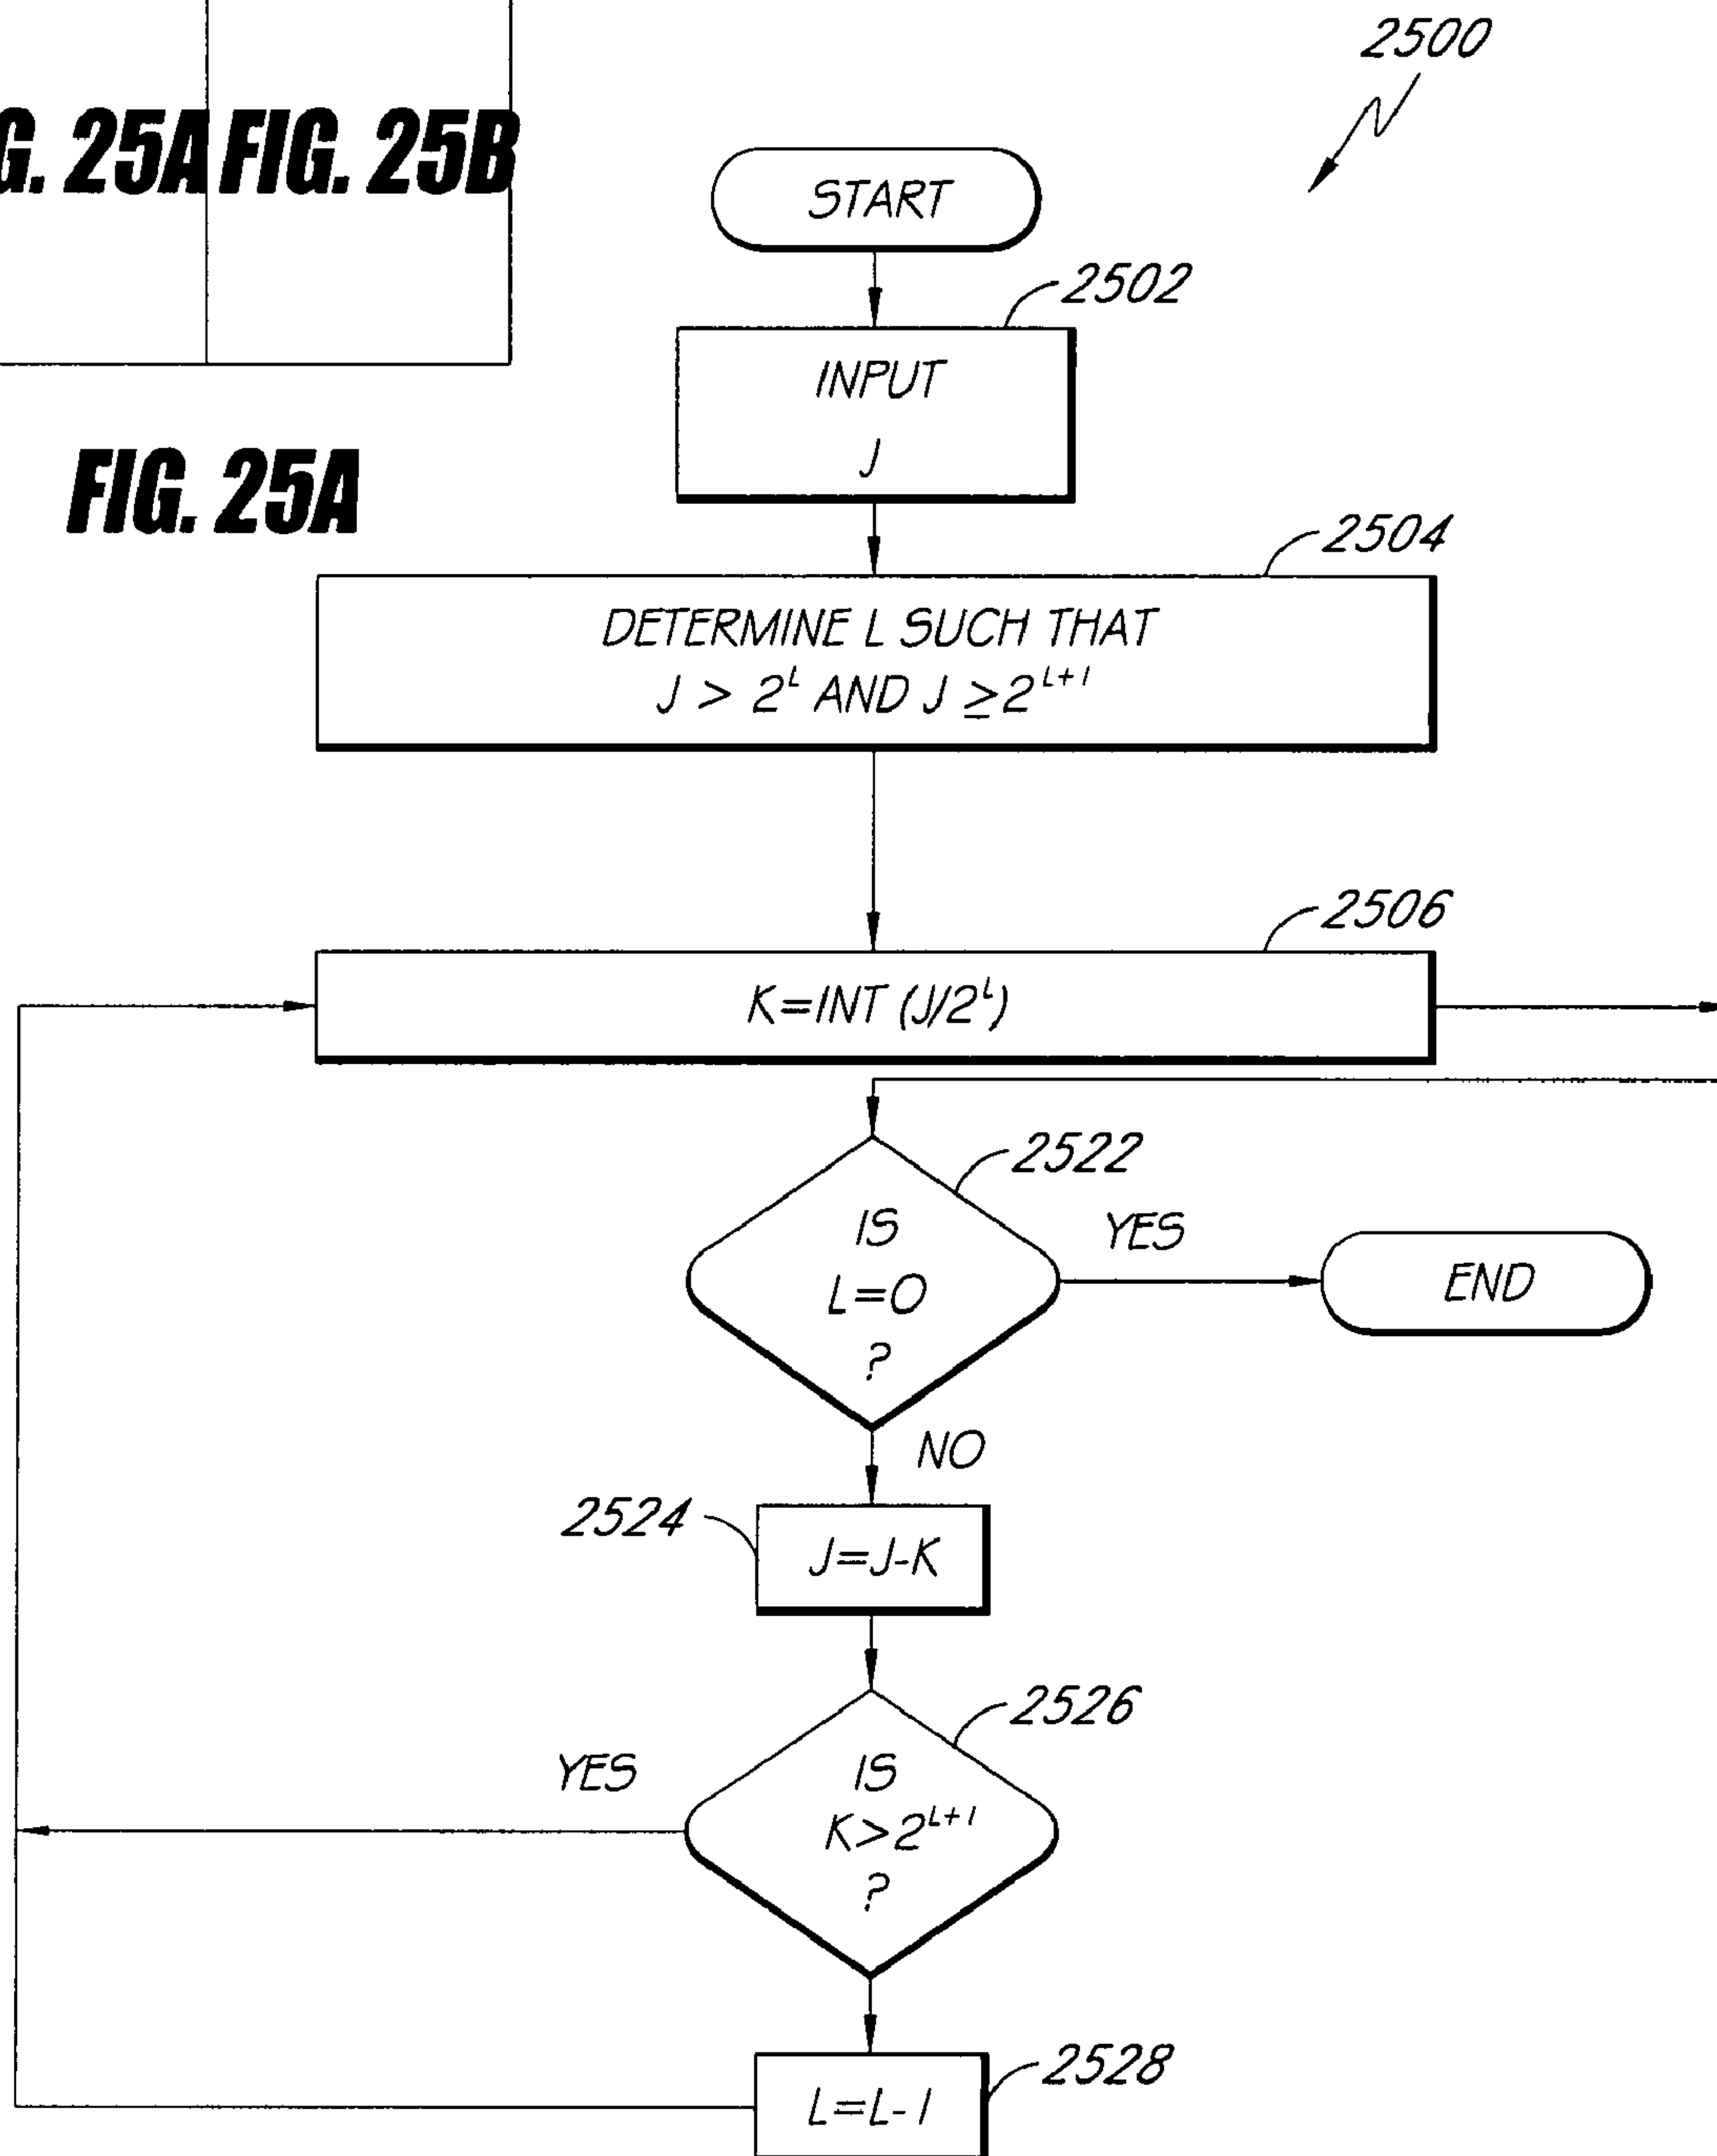 2500
G. 25A FIG. 25B
START
2502
INPUT
J
FIG. 25A
2504
DETERMINE L SUCH THAT
J > 2^L AND J ≥ 2^L+1
2506
K=INT (J/2^L)
2522
IS
L=0
?
YES
END
NO
2524
J=J-K
2526
YES
IS
K>2^L+1
?
2528
L=L-1